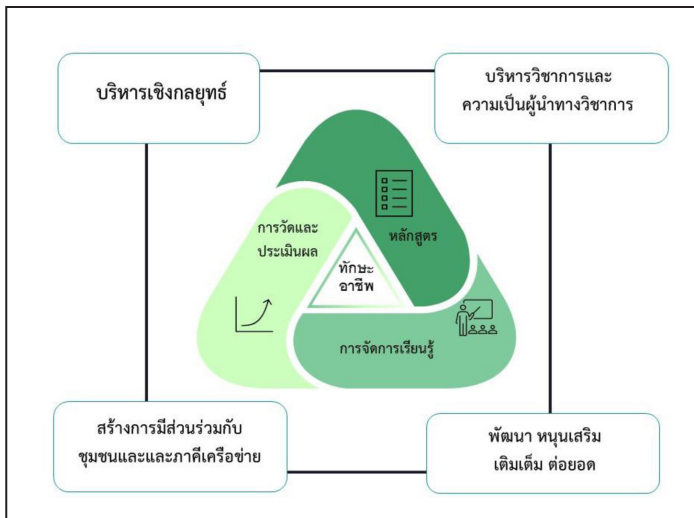 บริหารเชิงกลยุทธ์
บริหารวิชาการและ
ความเป็นผู้นำทางวิชาการ
การวัดและ
ประเมินผล
หลักสูตร
ทักษะ
อาชีพ
การจัดการเรียนรู้
สร้างการมีส่วนร่วมกับ
ชุมชนและและภาคีเครือข่าย
พัฒนา หนุนเสริม
เติมเต็ม ต่อยอด